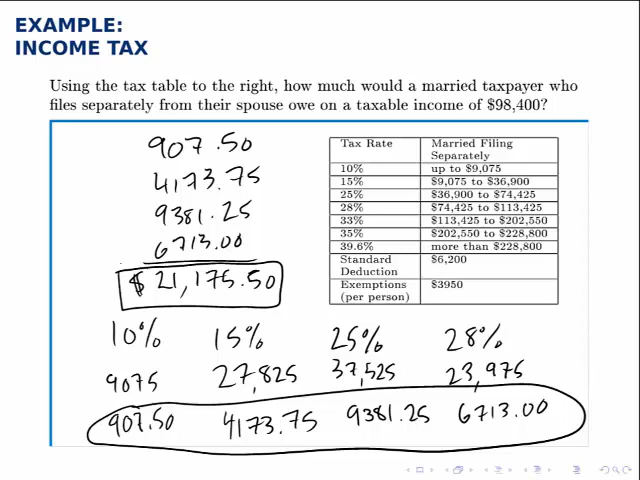 EXAMPLE:
INCOME TAX
Using the tax table to the right, how much would a married taxpayer who
files separately from their spouse owe on a taxable income of $98,400?
907.50
4173.75
9381.25
6713.00
$21,175.50
Tax Rate Married Filing
Separately
10% up to $9,075
15% $9,075 to $36,900
25% $36,900 to $74,425
28% $74,425 to $113,425
33% $113,425 to $202,550
35% $202,550 to $228,800
39.6% more than $228,800
Standard $6,200
Deduction
Exemptions $3950
(per person)
10% 15% 25% 28%
9075 27,825 37,525 23,975
907.50 4173.75 9381.25 6713.00